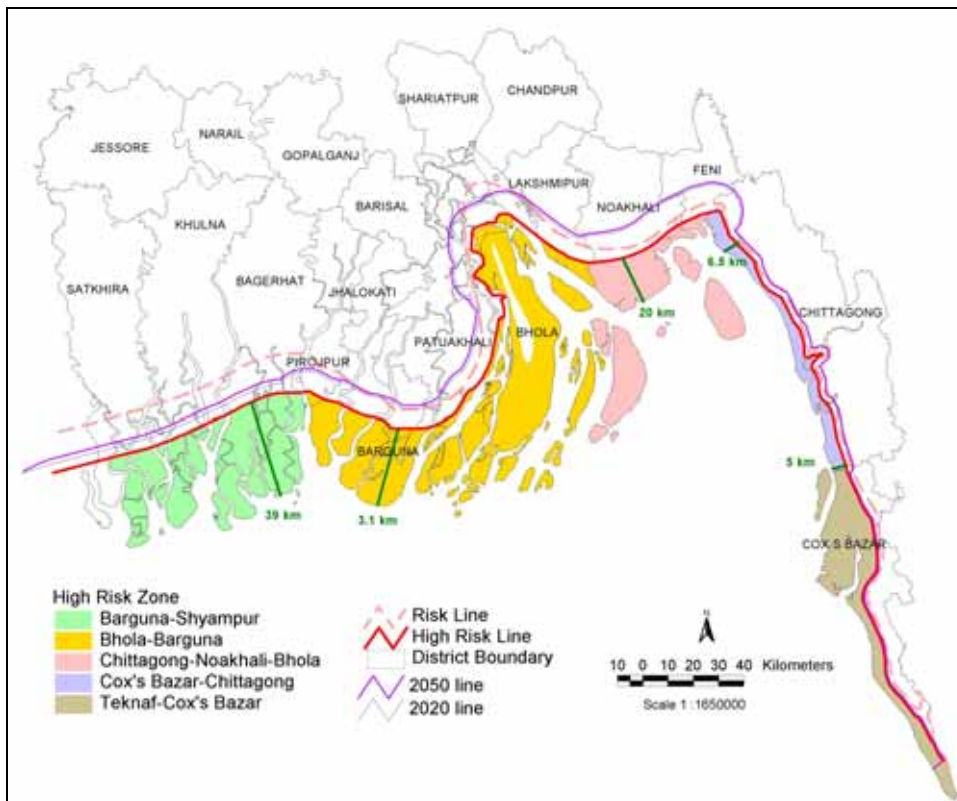 SHARIATPUR
CHANDPUR
JESSORE
NARAIL
GOPALGANJ
LAKSHMIPUR
FENI
NOAKHALI
BARISAL
KHULNA
BAGERHAT
JHALOKATI
SATKHIRA
6.5 km
20 km
CHITTAGONG
PATUAKHALI
BHOLA
PIROJPUR
BARGUNA
5 km
39 km
3.1 km
COX,S BAZAR
High Risk Zone
Barguna-Shyampur
Bhola-Barguna
Chittagong-Noakhali-Bhola
Cox's Bazar-Chittagong
Teknaf-Cox's Bazar
Risk Line
High Risk Line
District Boundary
2050 line
2020 line
N
10 0 10 20 30 40 Kilometers
Scale 1 :1650000